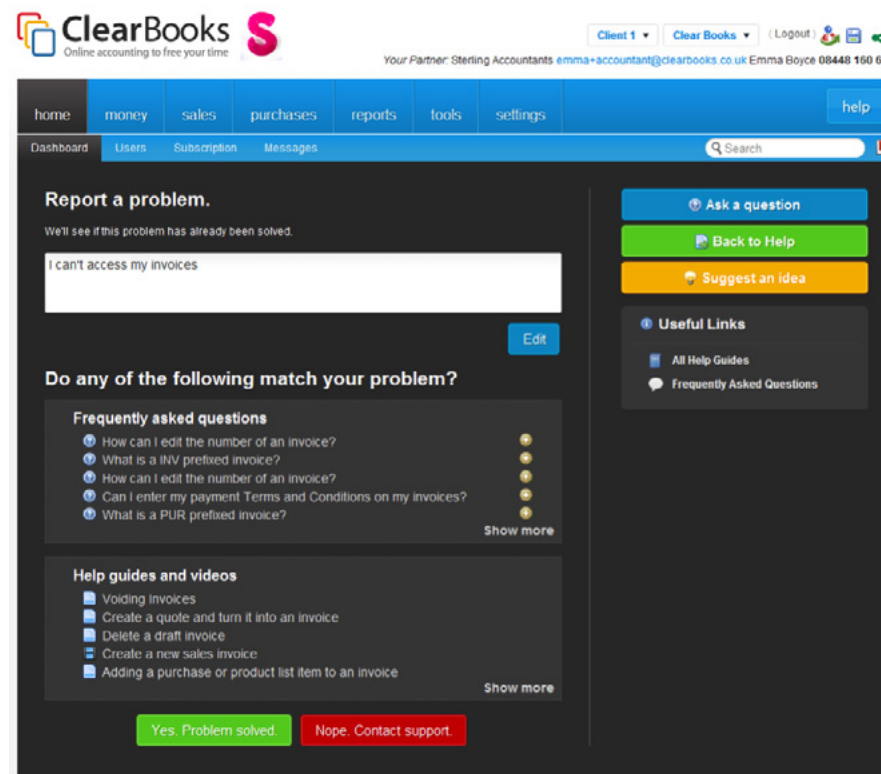 ClearBooks
Online accounting to free your time
Client 1
Clear Books
( Logout )
Your Partner: Sterling Accountants emma+accountant@clearbooks.co.uk Emma Boyce 08448 160 6
home money sales purchases reports tools settings help
Dashboard Users Subscription Messages Search
Report a problem.
We'll see if this problem has already been solved.
I can't access my invoices
Edit
Do any of the following match your problem?
Frequently asked questions
How can I edit the number of an invoice?
What is a INV prefixed invoice?
How can I edit the number of an invoice?
Can I enter my payment Terms and Conditions on my invoices?
What is a PUR prefixed invoice?
Show more
Help guides and videos
Voiding Invoices
Create a quote and turn it into an invoice
Delete a draft invoice
Create a new sales invoice
Adding a purchase or product list item to an invoice
Show more
Yes. Problem solved.
Nope. Contact support.
Ask a question
Back to Help
Suggest an idea
Useful Links
All Help Guides
Frequently Asked Questions